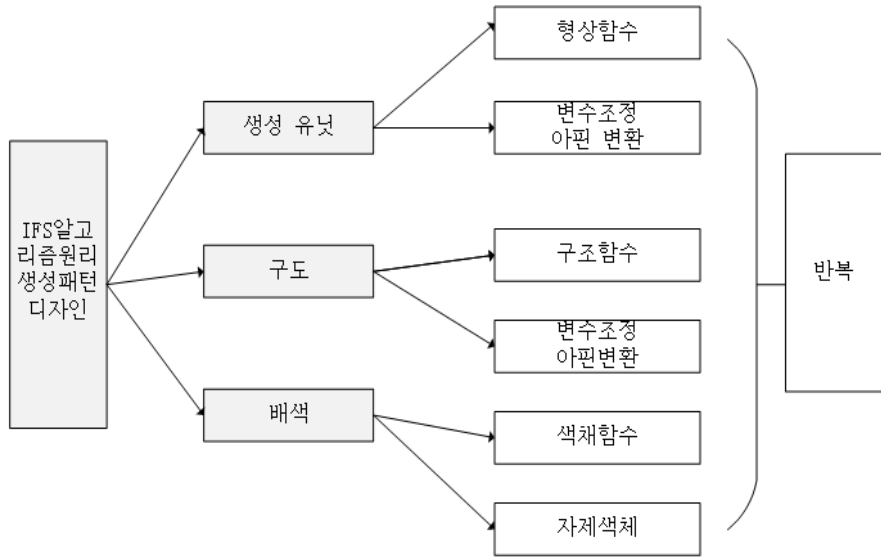 IFS알고
리즘원리
생성패턴
디자인
생성 유닛
구도
배색
형상함수
변수조정
아핀 변환
구조함수
변수조정
아핀변환
색채함수
자제색체
반복